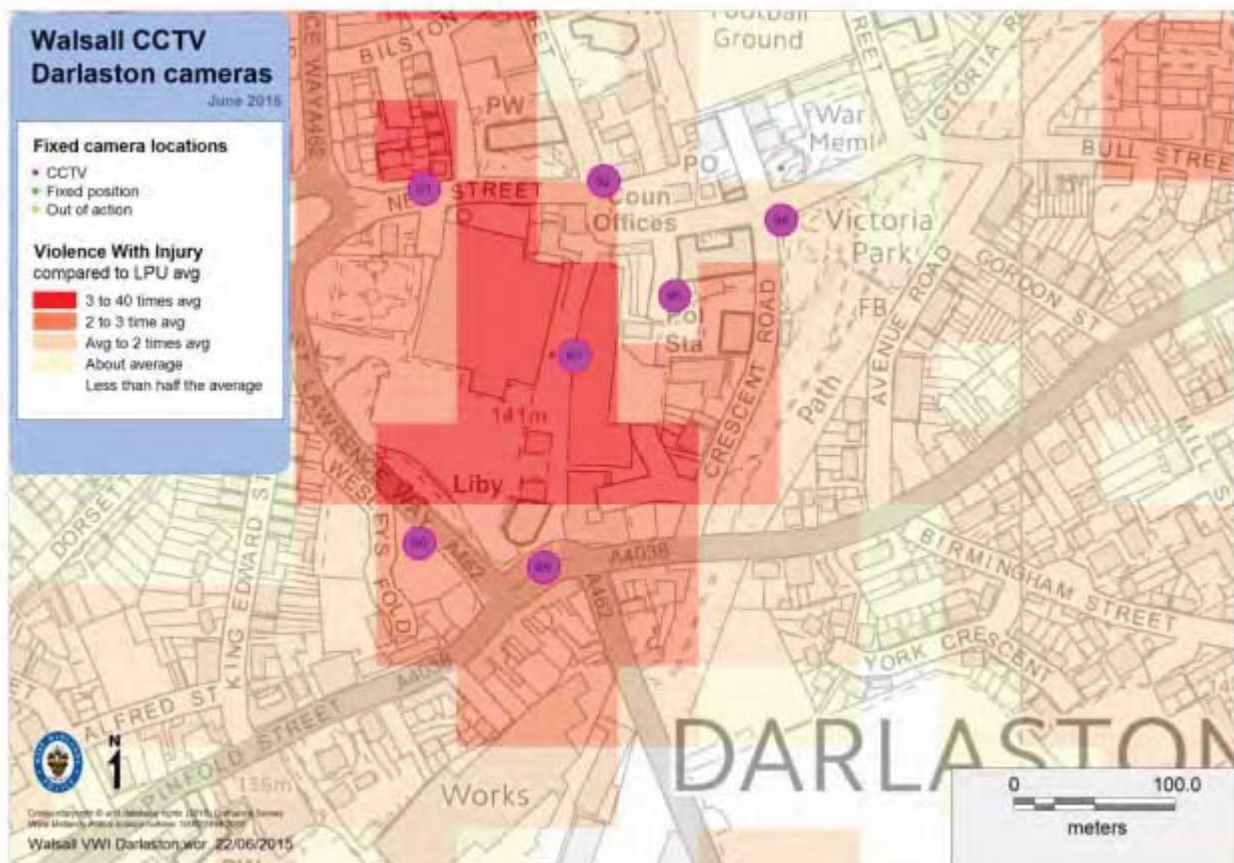 Walsall CCTV
Darlaston cameras
June 2015
Fixed camera locations
CCTV
Fixed position
Out of action
Violence With Injury
compared to LPU avg
3 to 40 times avg
2 to 3 time avg
Avg to 2 times avg
About average
Less than half the average
BILSTON
WAY A462
PW
Football
Ground
VICTORIA
War
Meml
BULL STREET
PO
STREET
Coun
Offices
Victoria
Park
GORDON ST
FB
AVENUE ROAD
Sta
CRESCENT ROAD
Path
141m
MILL
Liby
LAWRENCE WAY
A462
A4038
DORSETT
KING EDWARD ST
FOLD
A462
BIRMINGHAM STREET
YORK CRESCENT
A4038
ALFRED ST
PINFOLD STREET
DARLASTON
N
Works
0 100.0
meters
Walsall VWI Darlaston.wor 22/06/2015